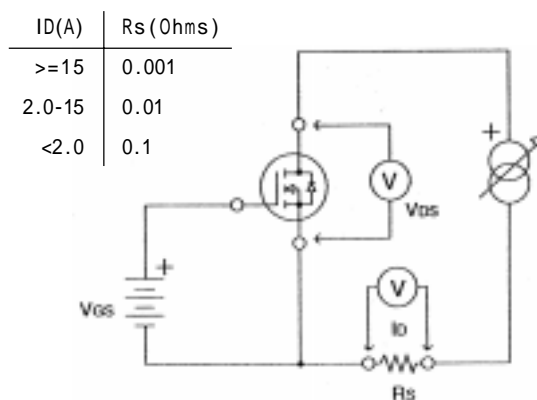 ID(A) Rs(Ohms)
>=15 0.001
2.0-15 0.01
<2.0 0.1
+
V
VDS
+
VGS
V
ID
Rs